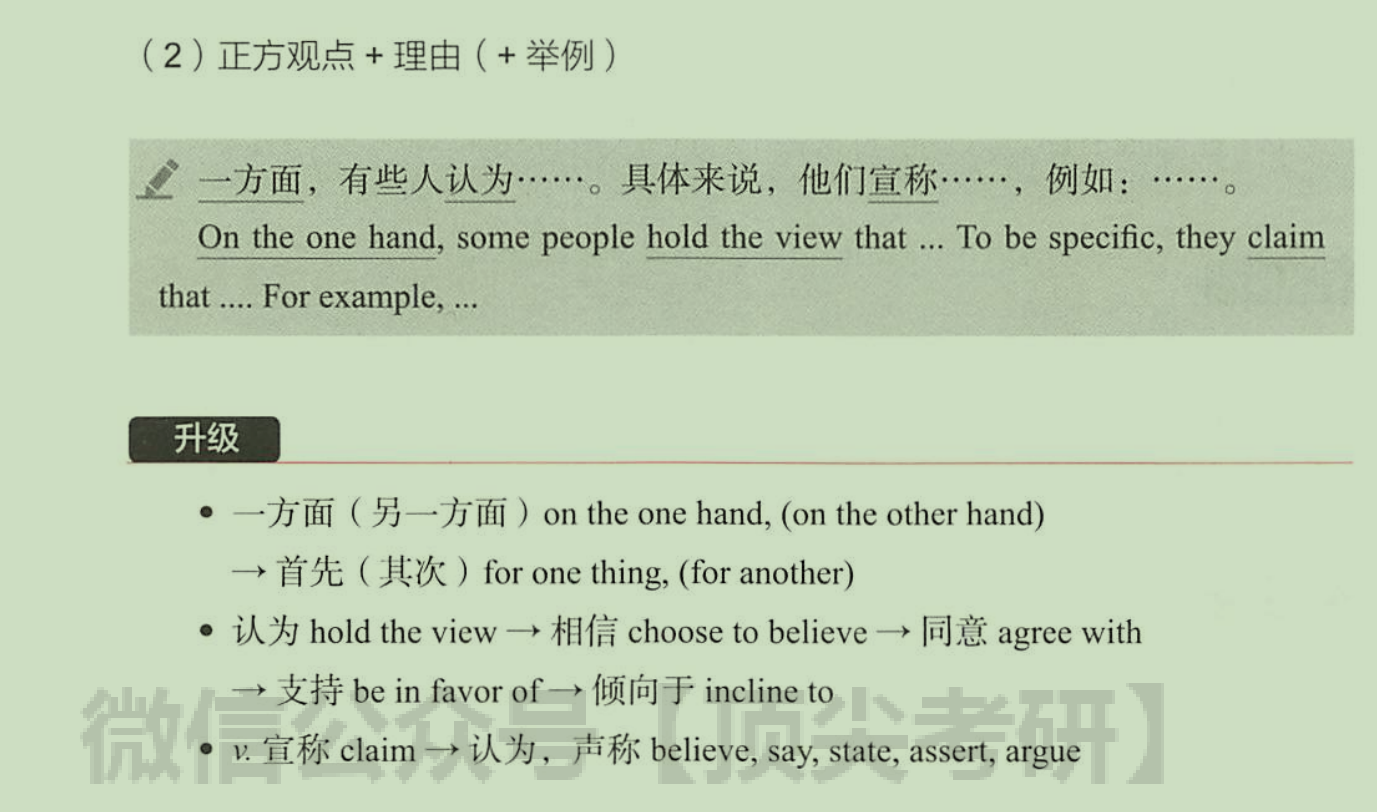 （2）正方观点 + 理由（+ 举例）
一方面，有些人认为……。具体来说，他们宣称……，例如：……。
On the one hand, some people hold the view that ... To be specific, they claim
that .... For example, ...
升级
• 一方面（另一方面）on the one hand, (on the other hand)
→ 首先（其次）for one thing, (for another)
• 认为 hold the view → 相信 choose to believe → 同意 agree with
→ 支持 be in favor of → 倾向于 incline to
• v. 宣称 claim → 认为，声称 believe, say, state, assert, argue
微信公众号【顶尖考研】